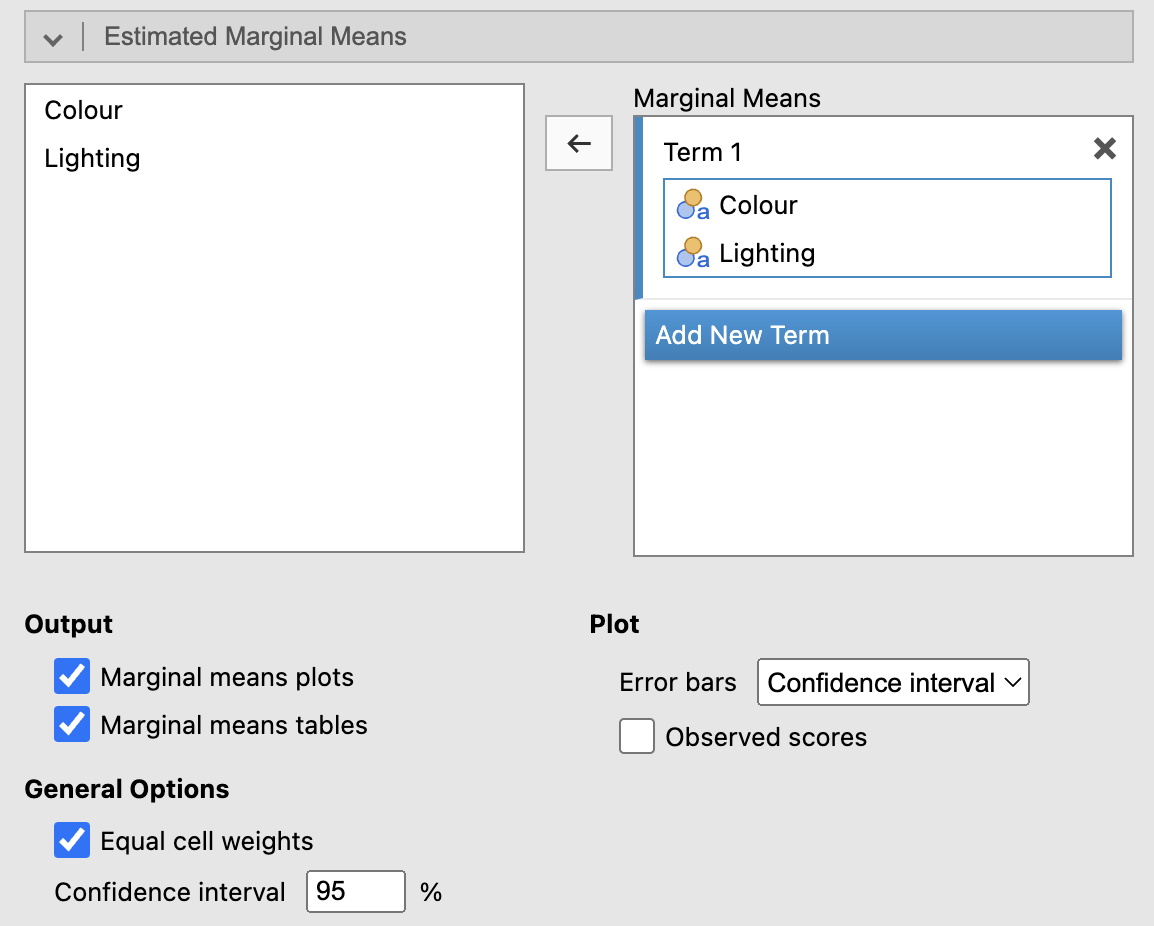 Estimated Marginal Means
Colour
Lighting
Marginal Means
Term 1
a Colour
a Lighting
Add New Term
Output
Marginal means plots
Marginal means tables
General Options
Equal cell weights
Confidence interval 95 %
Plot
Error bars Confidence interval
Observed scores